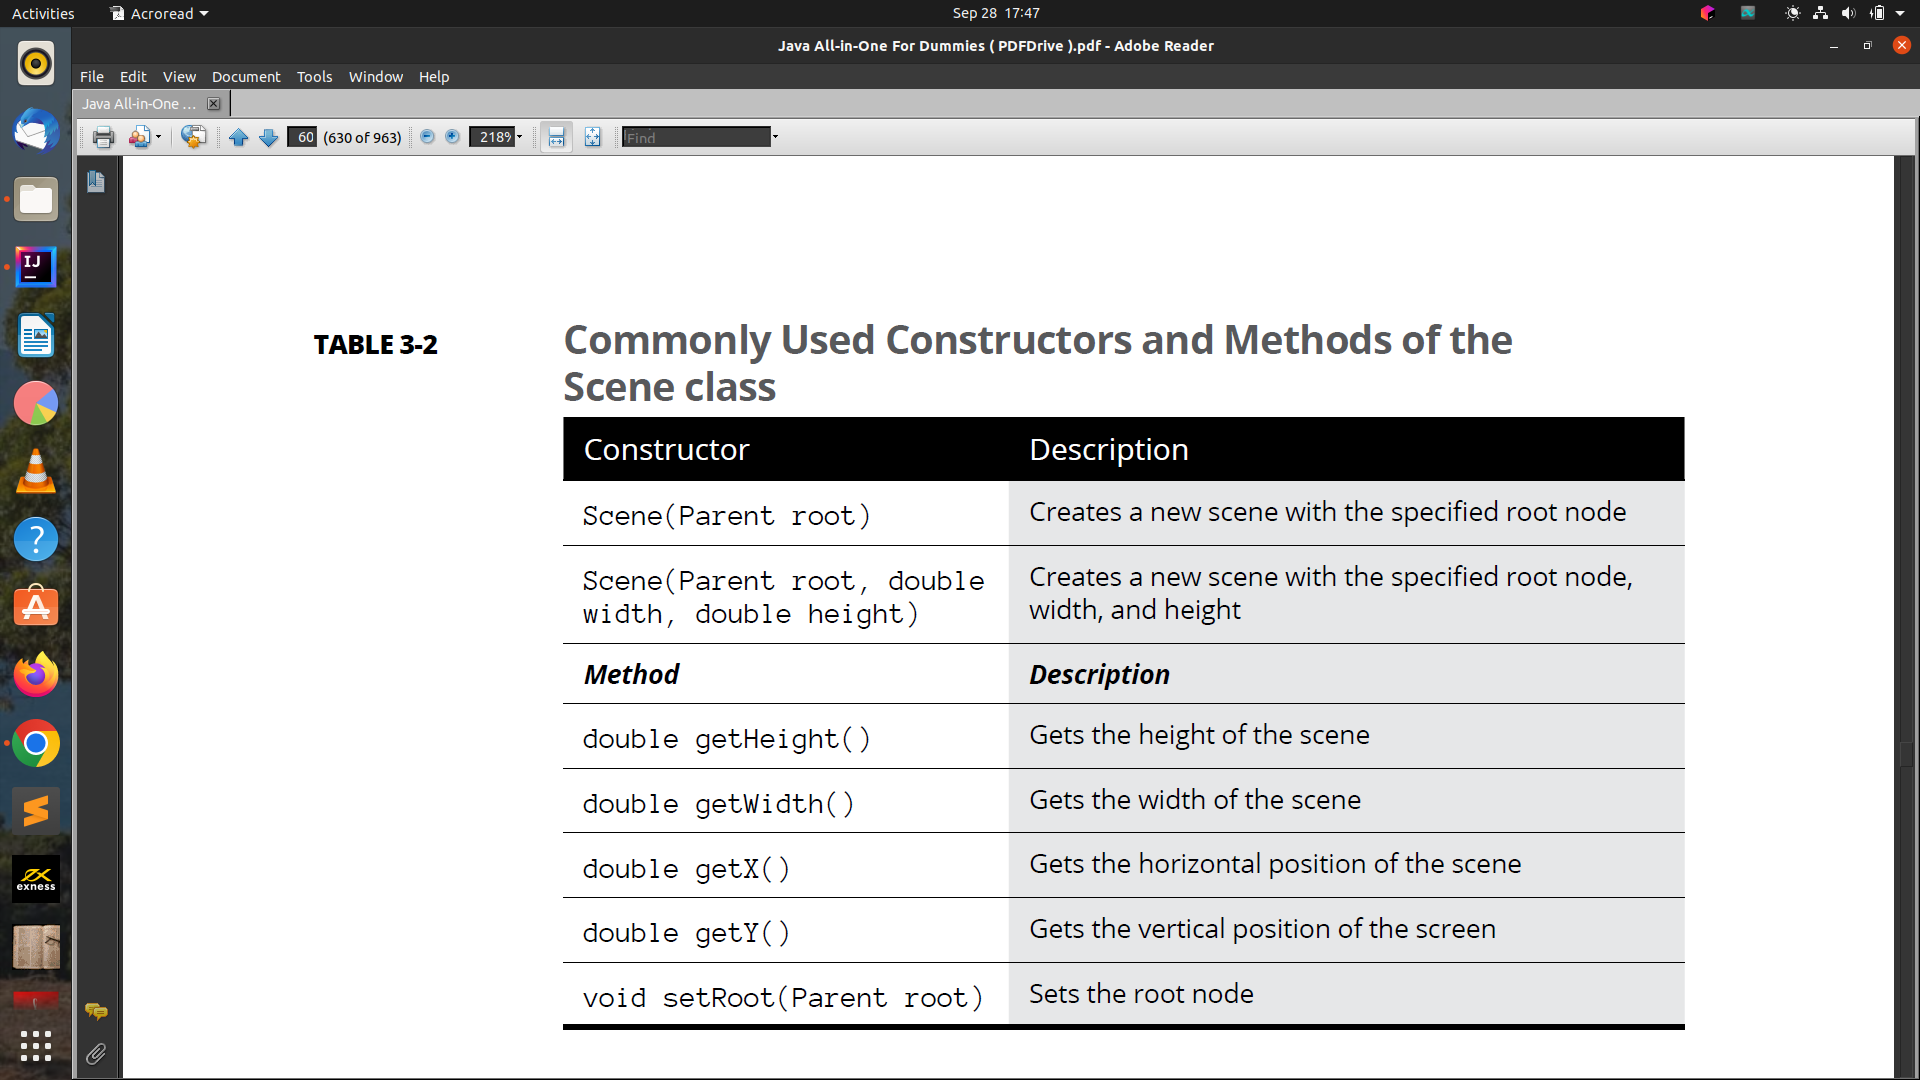 Activities
Acroread
Sep 28 17:47
Java All-in-One For Dummies ( PDFDrive ).pdf - Adobe Reader
File Edit View Document Tools Window Help
Java All-in-One ...
60 (630 of 963) 218% Find
TABLE 3-2
Commonly Used Constructors and Methods of the
Scene class
Constructor Description
Scene(Parent root) Creates a new scene with the specified root node
Scene(Parent root, double Creates a new scene with the specified root node,
width, double height) width, and height
Method Description
double getHeight() Gets the height of the scene
double getWidth() Gets the width of the scene
double getX() Gets the horizontal position of the scene
double getY() Gets the vertical position of the screen
void setRoot(Parent root) Sets the root node
IJ
exness